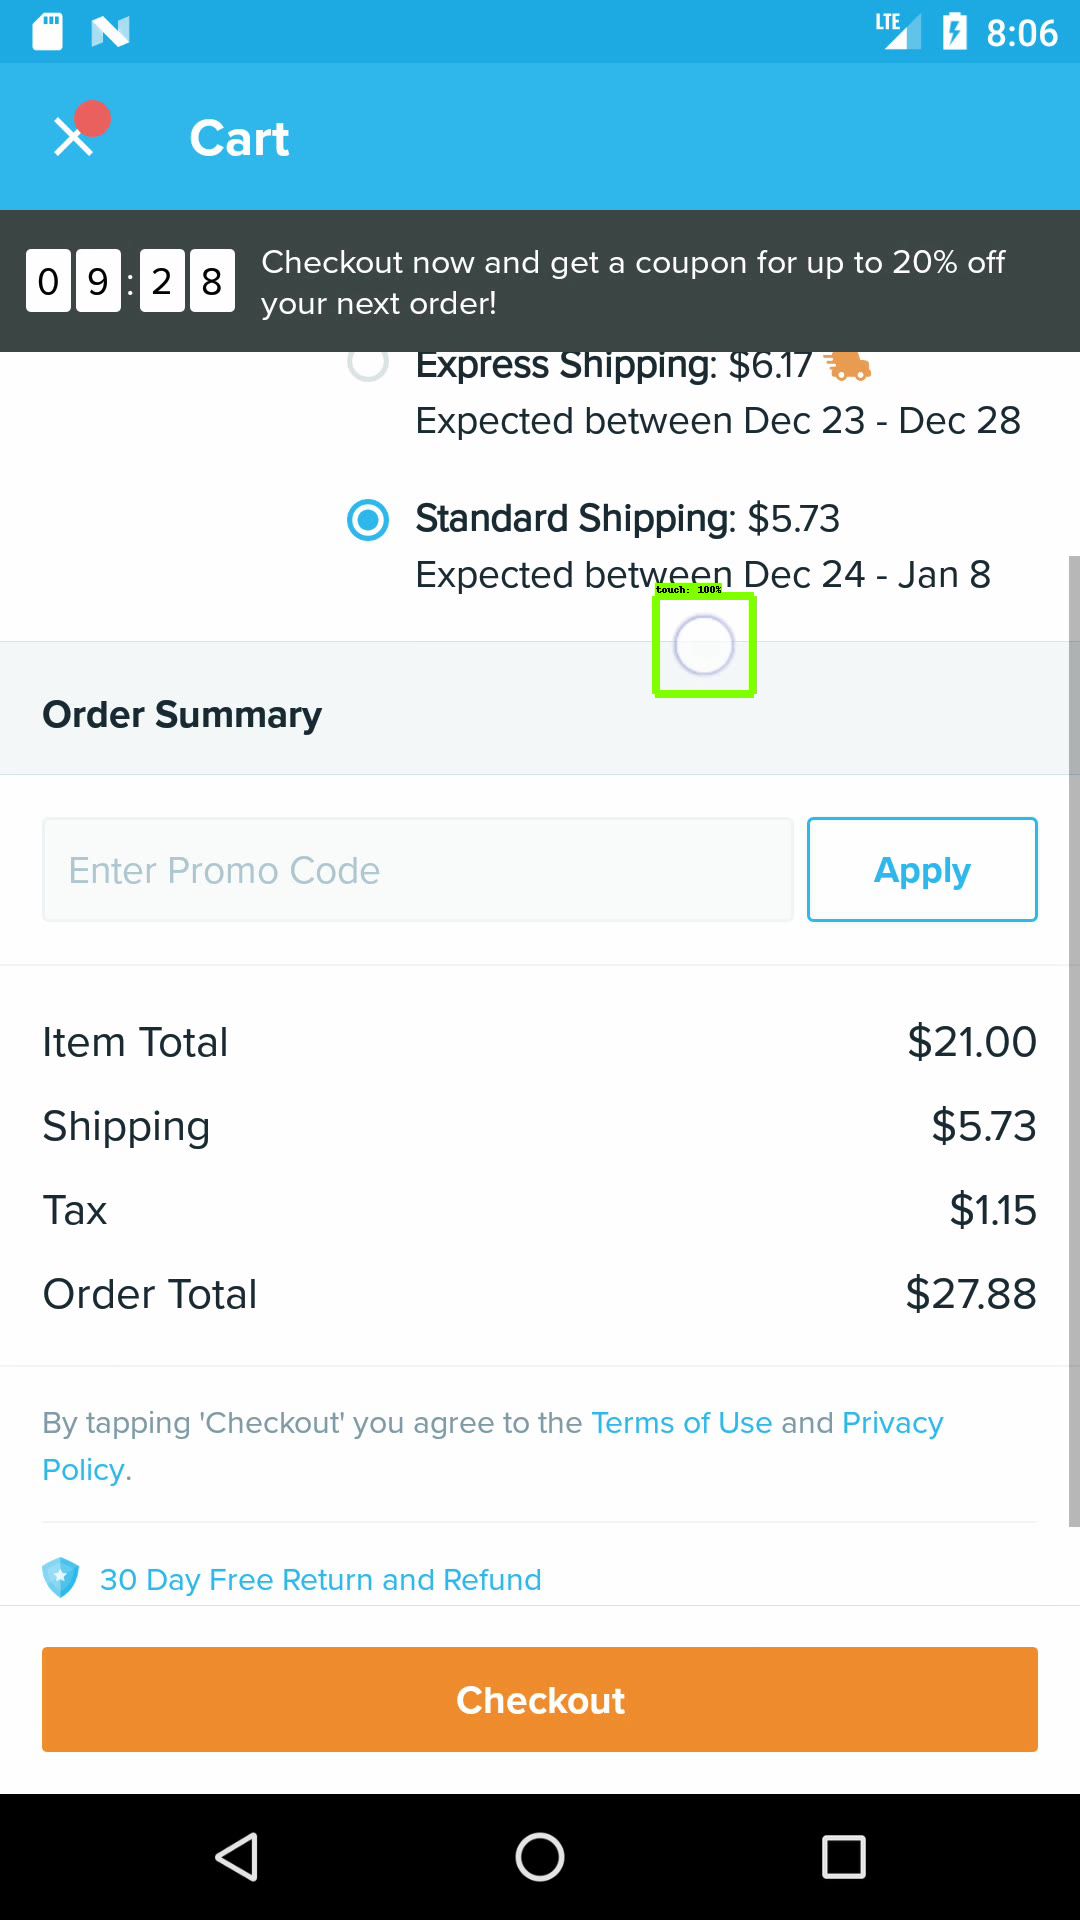 LTE 8:06
Cart
09:28
Checkout now and get a coupon for up to 20% off
your next order!
Express Shipping: $6.17
Expected between Dec 23 - Dec 28
Standard Shipping: $5.73
Expected between Dec 24 - Jan 8
touch: 100%
Order Summary
Enter Promo Code
Apply
Item Total $21.00
Shipping $5.73
Tax $1.15
Order Total $27.88
By tapping 'Checkout' you agree to the Terms of Use and Privacy
Policy.
30 Day Free Return and Refund
Checkout